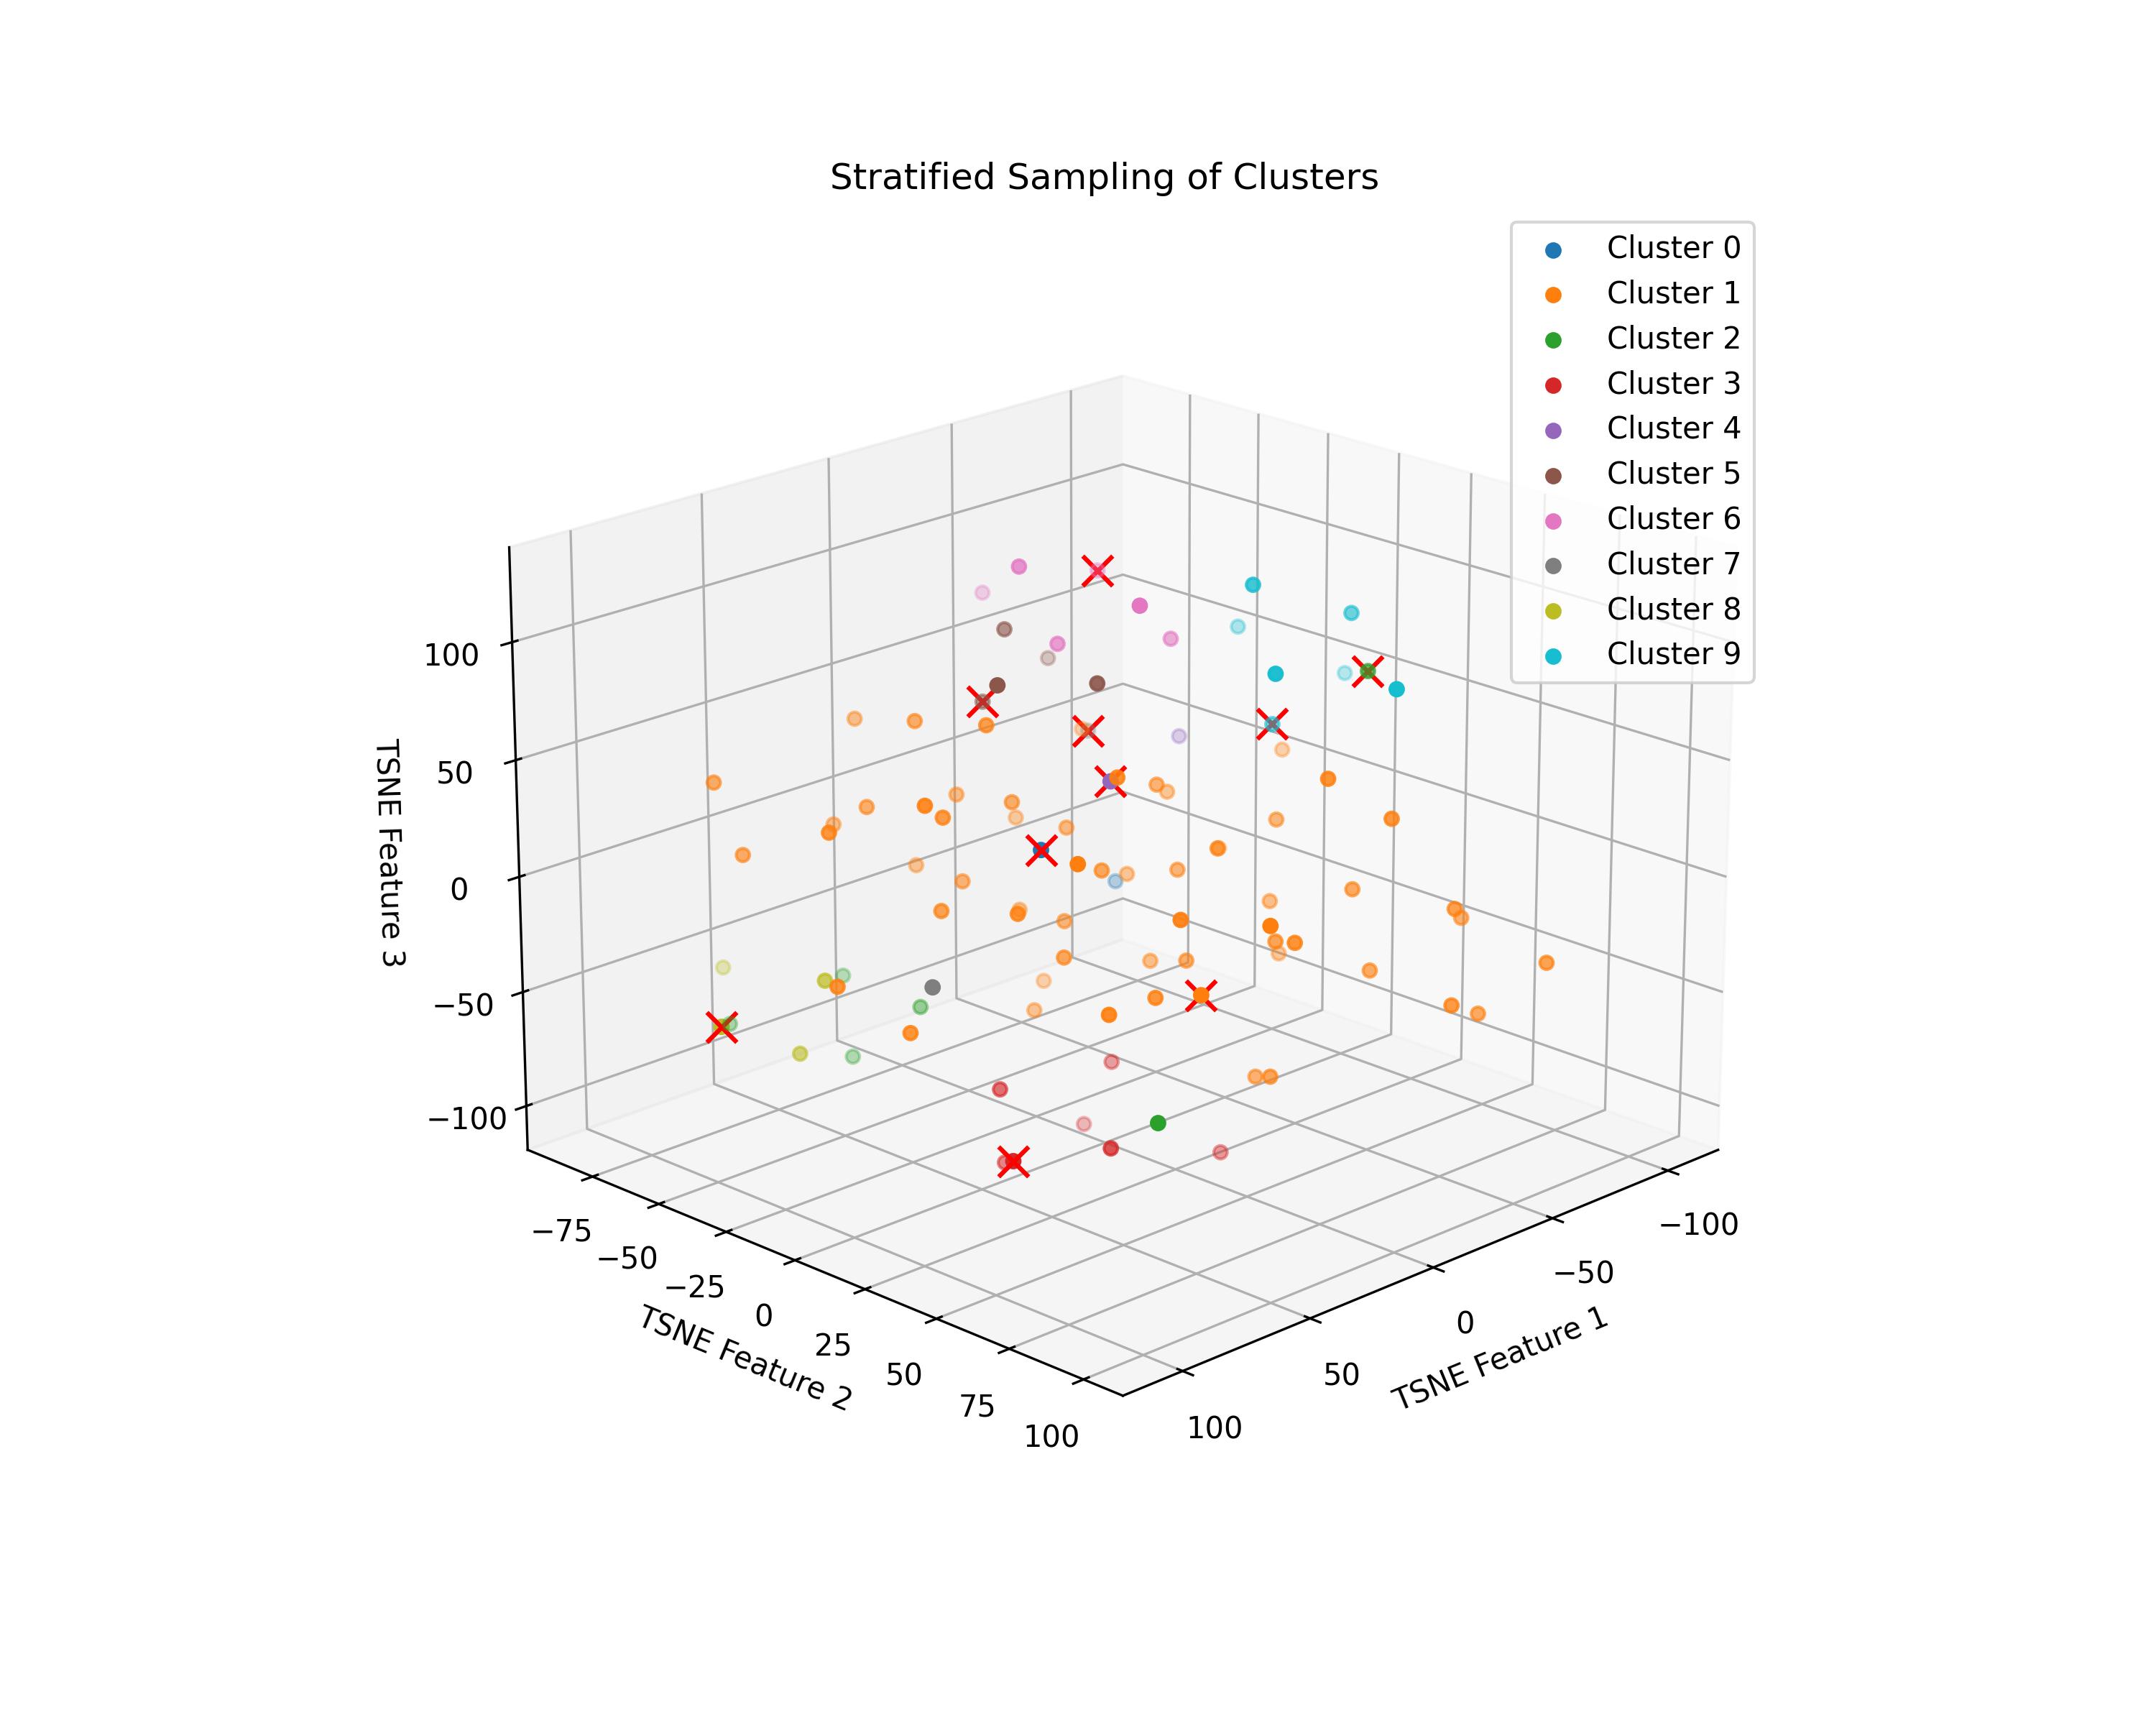 Stratified Sampling of Clusters
Cluster 0
Cluster 1
Cluster 2
Cluster 3
Cluster 4
Cluster 5
Cluster 6
Cluster 7
Cluster 8
Cluster 9
TSNE Feature 3
100
50
0
−50
−100
−75
−50
−25
0
25
50
75
100
TSNE Feature 2
−100
−50
0
50
100
TSNE Feature 1